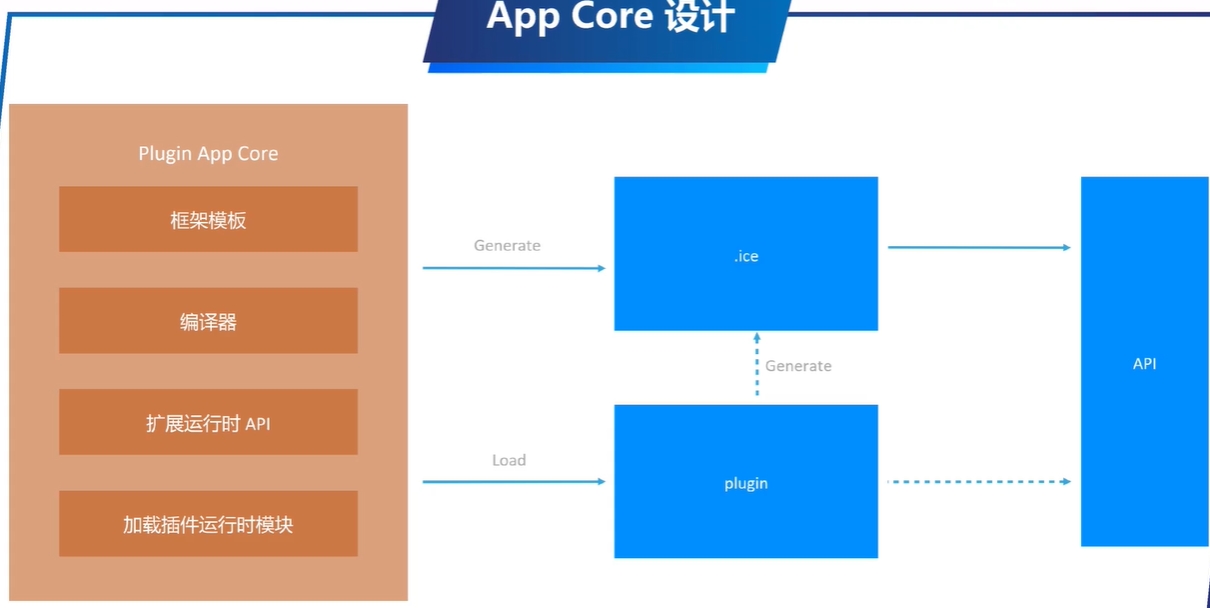 App Core 设计
Plugin App Core
框架模板
编译器
扩展运行时 API
加载插件运行时模块
Generate
Load
.ice
Generate
plugin
API